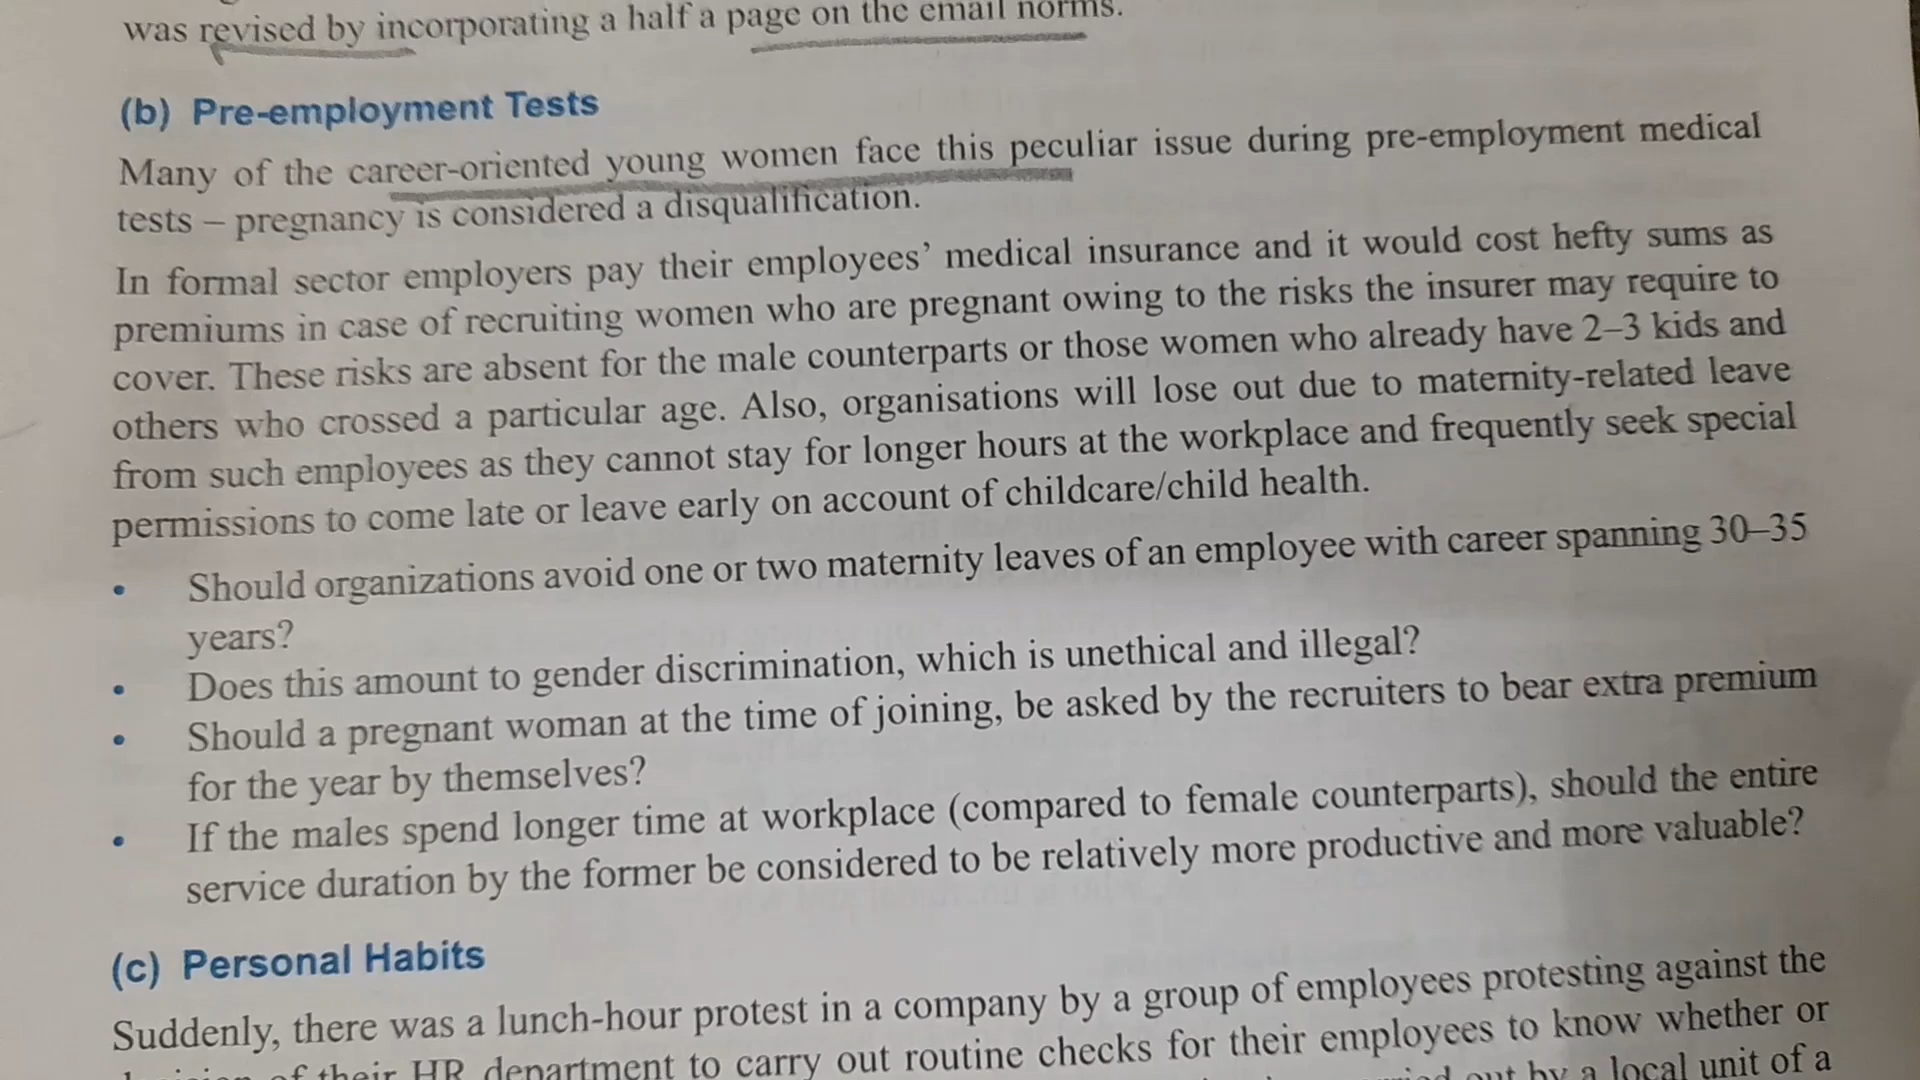 was revised by incorporating a half a page on the email norms.
(b) Pre-employment Tests
Many of the career-oriented young women face this peculiar issue during pre-employment medical
tests – pregnancy is considered a disqualification.
In formal sector employers pay their employees’ medical insurance and it would cost hefty sums as
premiums in case of recruiting women who are pregnant owing to the risks the insurer may require to
cover. These risks are absent for the male counterparts or those women who already have 2–3 kids and
others who crossed a particular age. Also, organisations will lose out due to maternity-related leave
from such employees as they cannot stay for longer hours at the workplace and frequently seek special
permissions to come late or leave early on account of childcare/child health.
• Should organizations avoid one or two maternity leaves of an employee with career spanning 30–35
years?
• Does this amount to gender discrimination, which is unethical and illegal?
• Should a pregnant woman at the time of joining, be asked by the recruiters to bear extra premium
for the year by themselves?
• If the males spend longer time at workplace (compared to female counterparts), should the entire
service duration by the former be considered to be relatively more productive and more valuable?
(c) Personal Habits
Suddenly, there was a lunch-hour protest in a company by a group of employees protesting against the
of their HR department to carry out routine checks for their employees to know whether or
out by a local unit of a